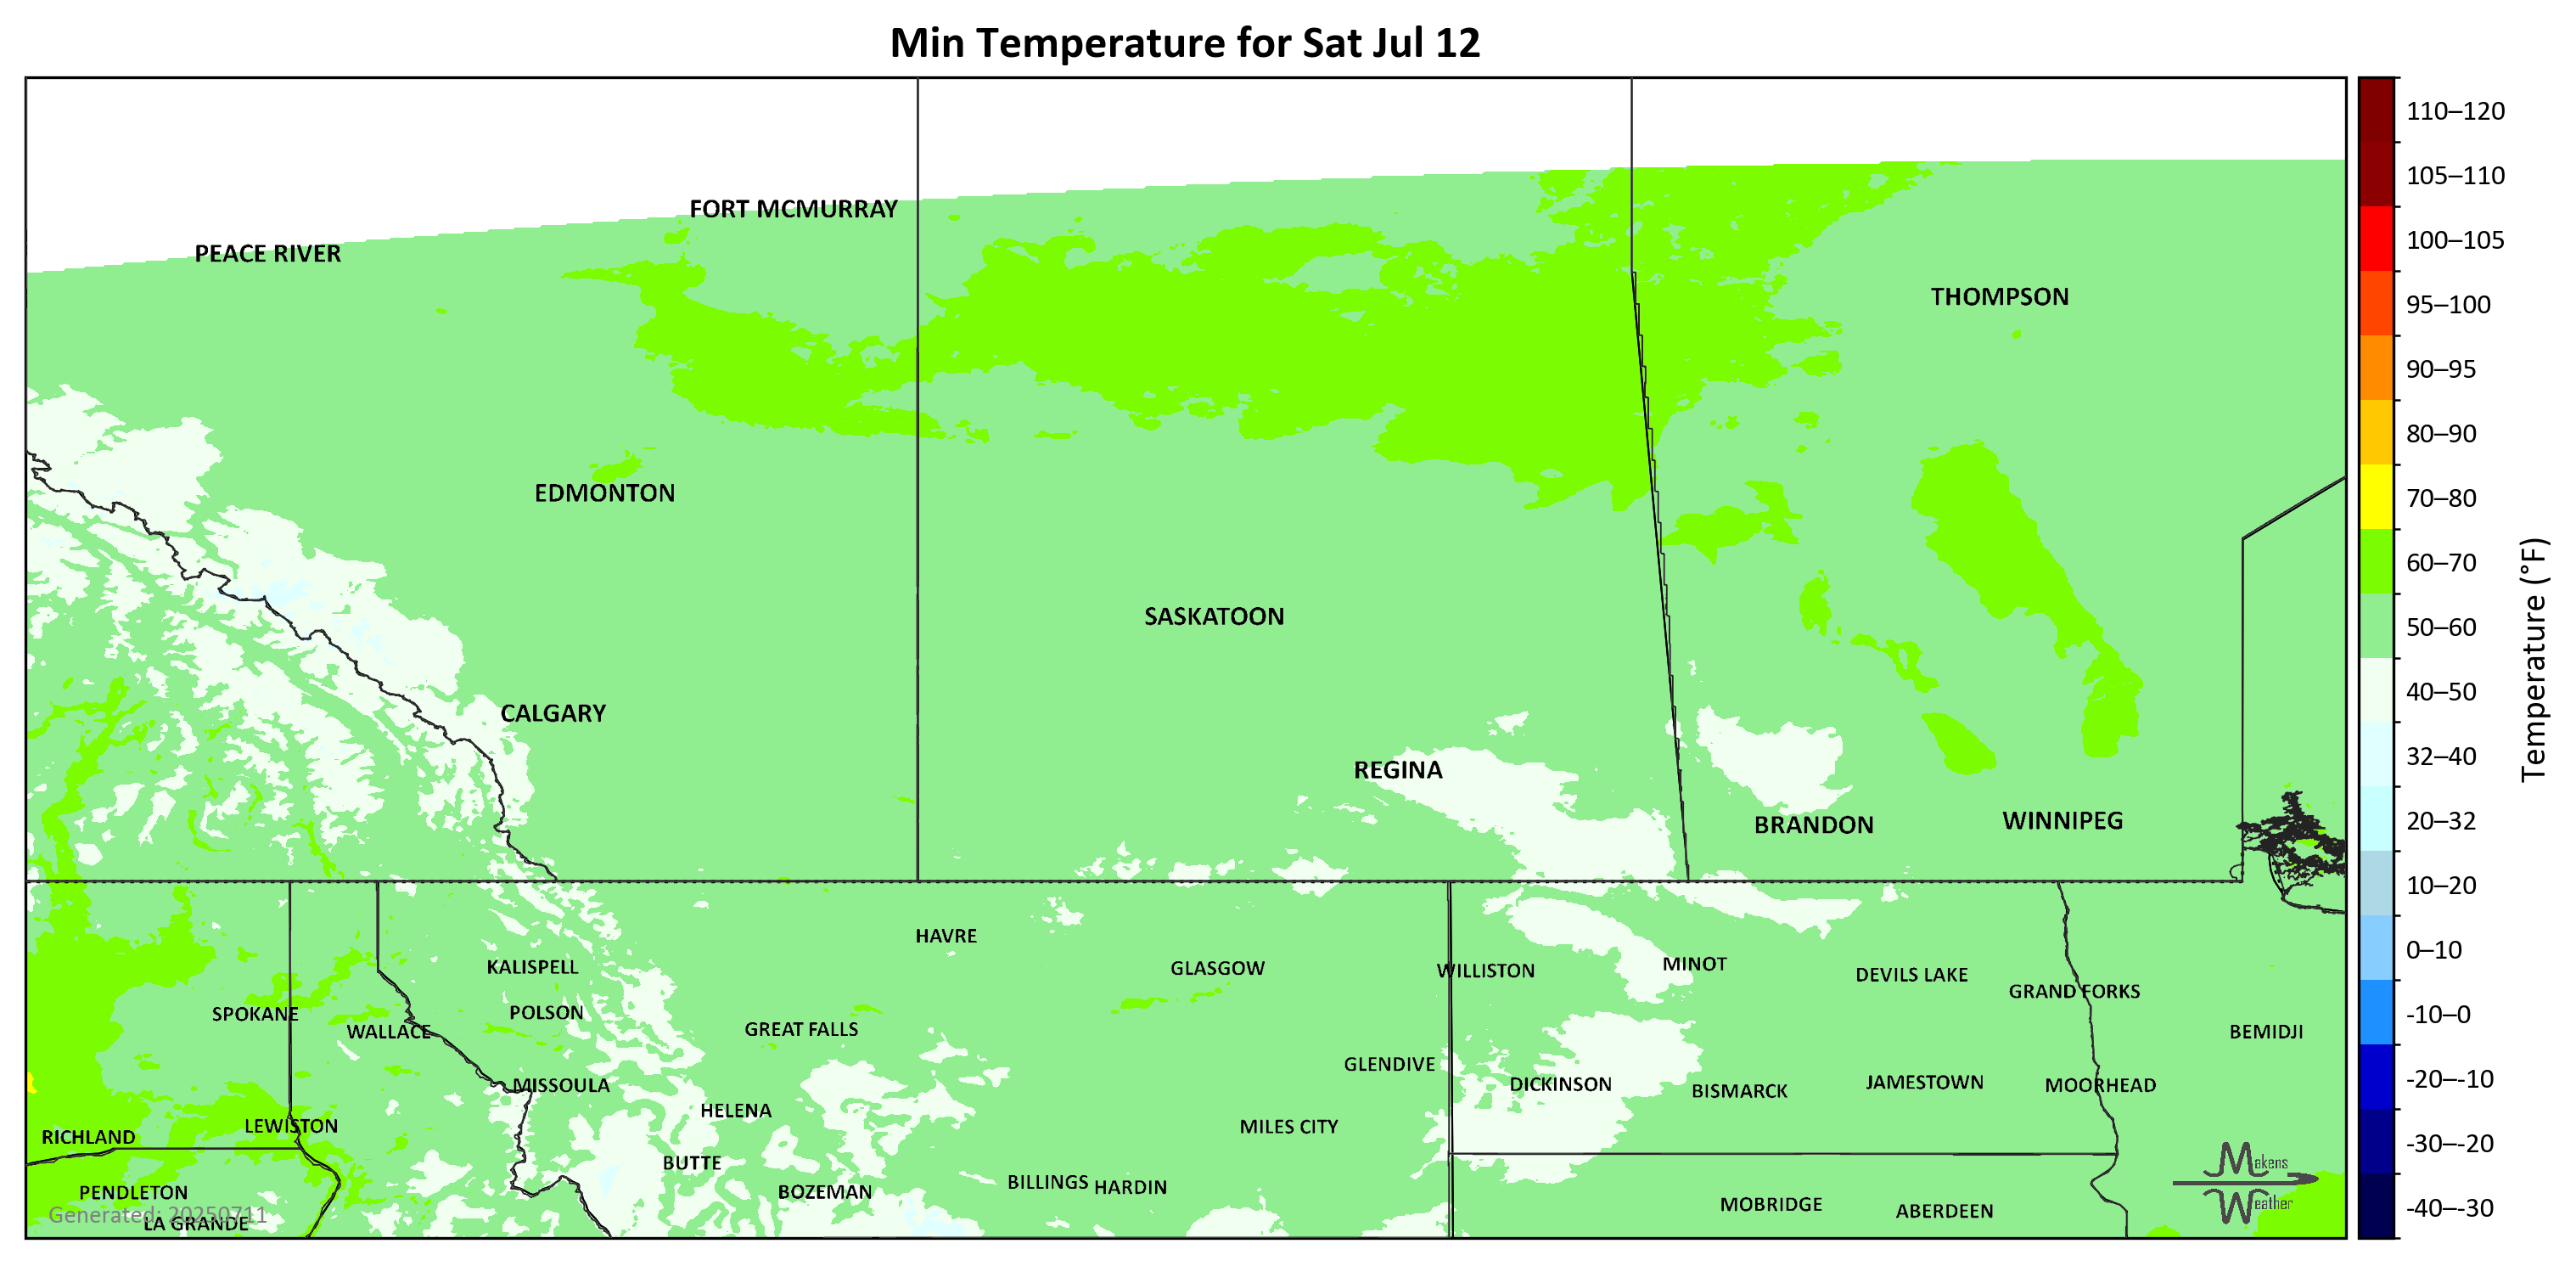 Min Temperature for Sat Jul 12
FORT MCMURRAY
PEACE RIVER
THOMPSON
EDMONTON
SASKATOON
CALGARY
REGINA
BRANDON
WINNIPEG
HAVRE
KALISPELL
GLASGOW
WILLISTON
MINOT
DEVILS LAKE
GRAND FORKS
SPOKANE
POLSON
WALLACE
GREAT FALLS
BEMIDJI
GLENDIVE
MISSOULA
DICKINSON
BISMARCK
JAMESTOWN
MOORHEAD
HELENA
LEWISTON
MILES CITY
RICHLAND
BUTTE
BOZEMAN
BILLINGS
HARDIN
PENDLETON
MOBRIDGE
ABERDEEN
Generated: 20250711
LA GRANDE
Makens
Weather
110–120
105–110
100–105
95–100
90–95
80–90
70–80
60–70
50–60
40–50
32–40
20–32
10–20
0–10
-10–0
-20–-10
-30–-20
-40–-30
Temperature (°F)